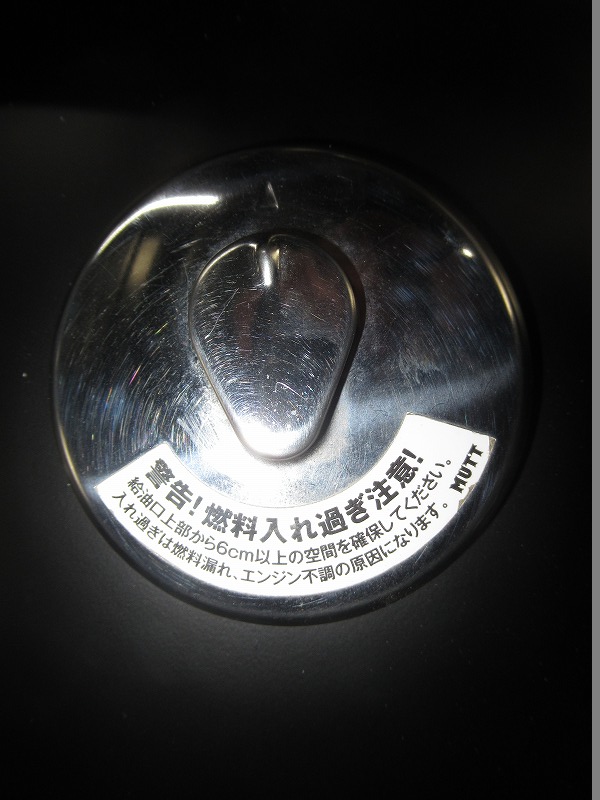 警告!燃料入れ過ぎ注意!
給油口上部から6cm以上の空間を確保してください。
入れ過ぎは燃料漏れ、エンジン不調の原因になります。
MUTT